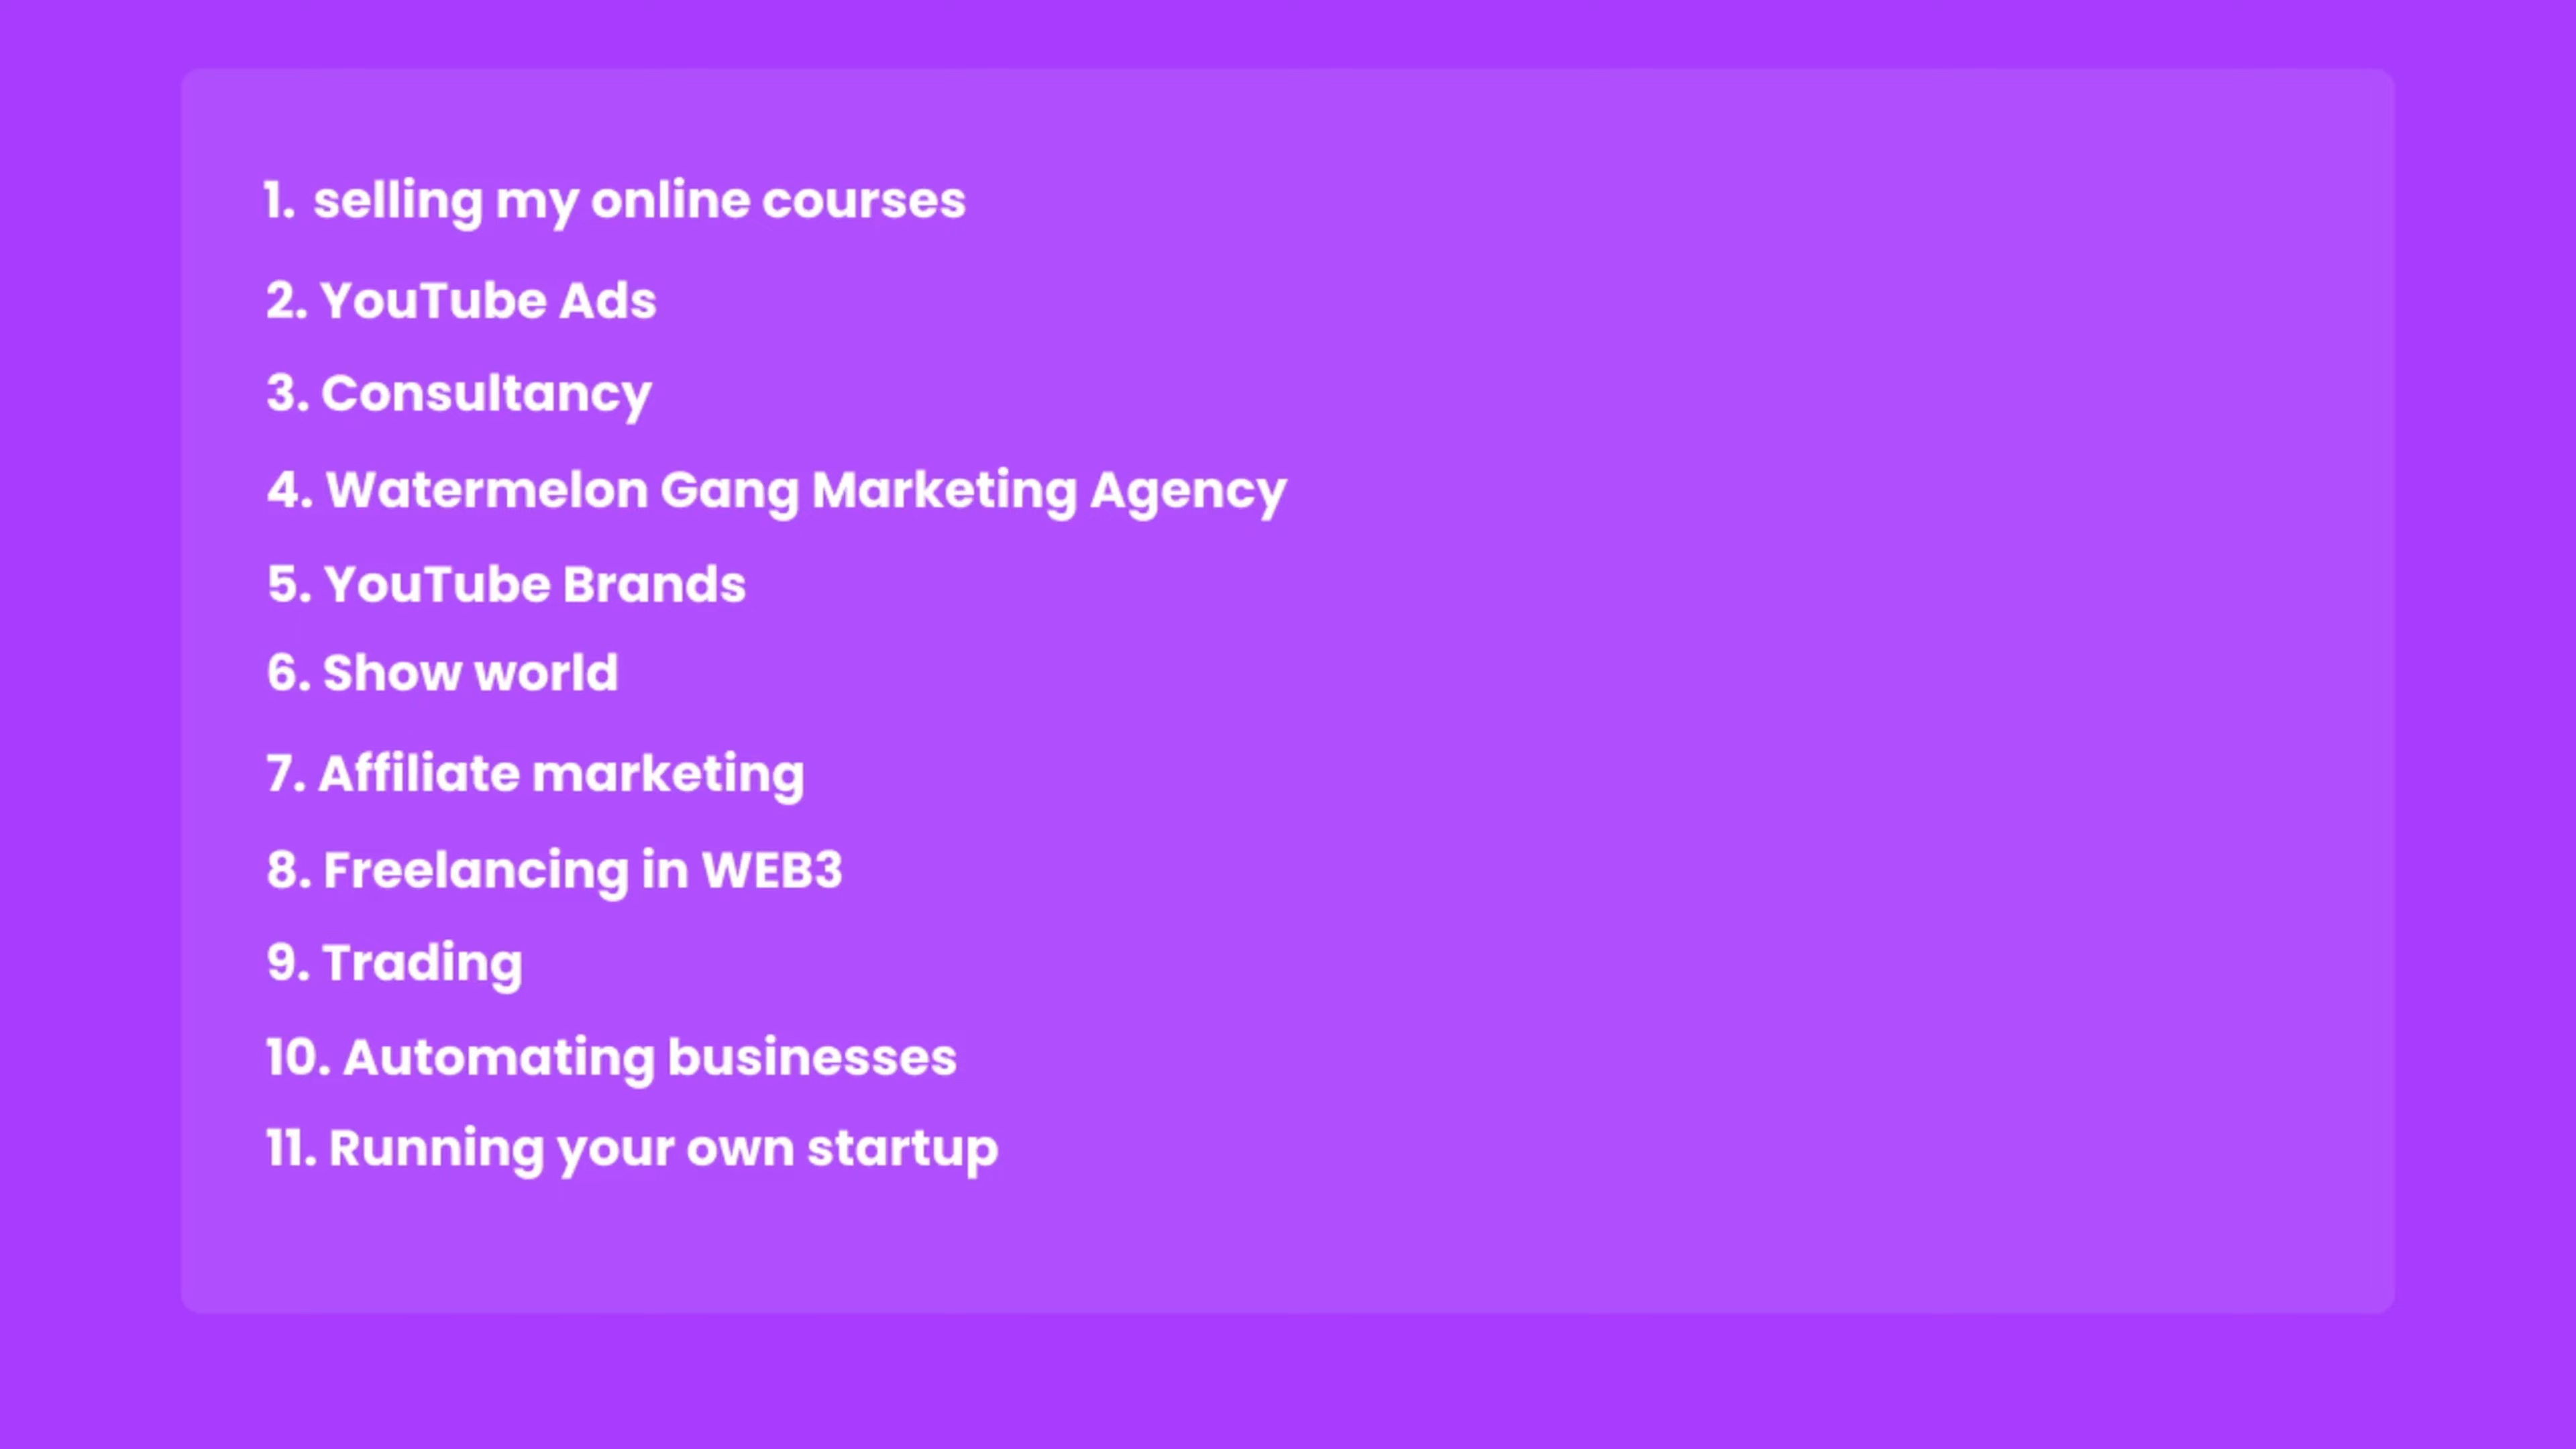 1. selling my online courses
2. YouTube Ads
3. Consultancy
4. Watermelon Gang Marketing Agency
5. YouTube Brands
6. Show world
7. Affiliate marketing
8. Freelancing in WEB3
9. Trading
10. Automating businesses
11. Running your own startup